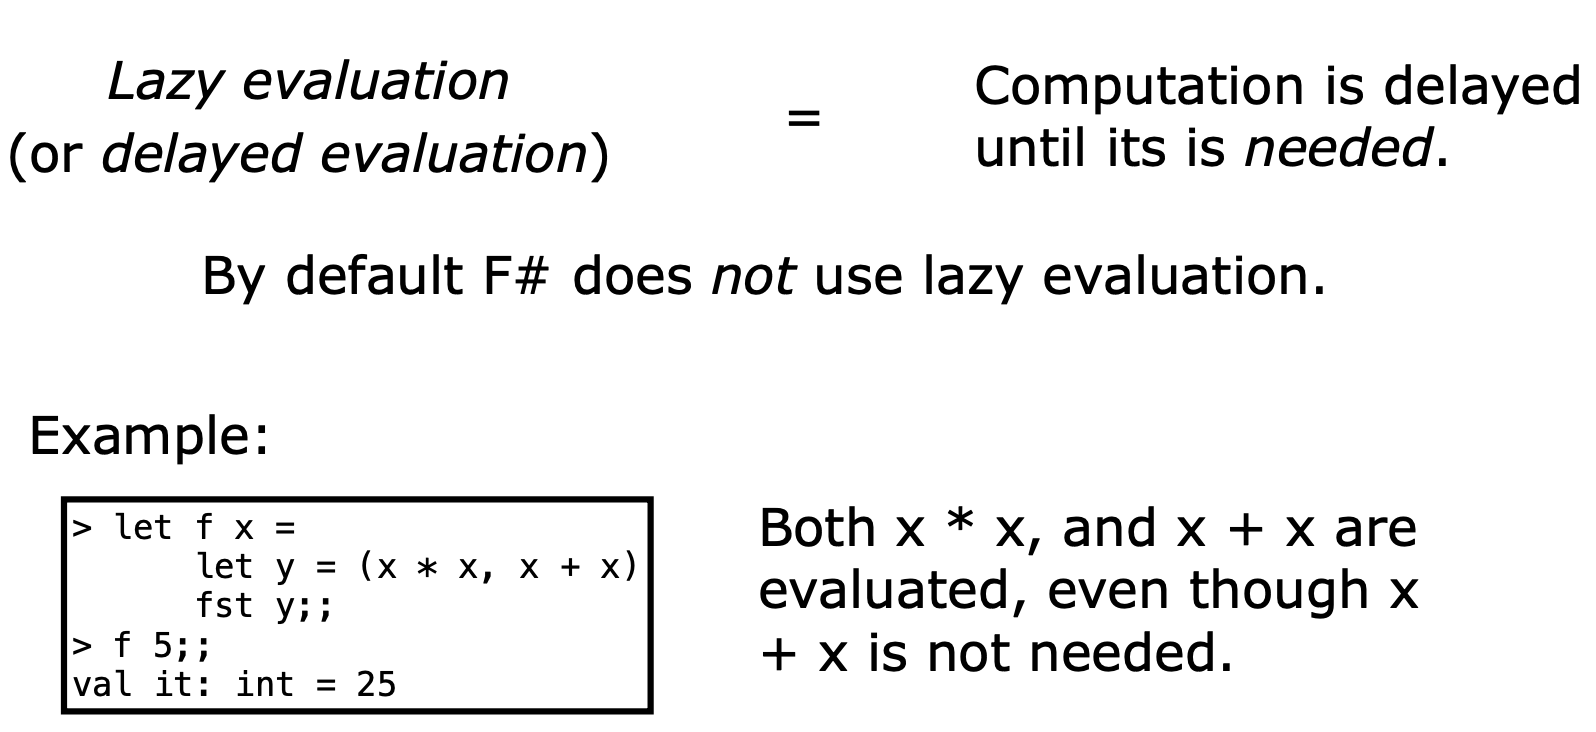 Lazy evaluation
(or delayed evaluation)
=
Computation is delayed
until its is needed.
By default F# does not use lazy evaluation.
Example:
> let f x =
      let y = (x * x, x + x)
      fst y;;
> f 5;;
val it: int = 25
Both x * x, and x + x are
evaluated, even though x
+ x is not needed.